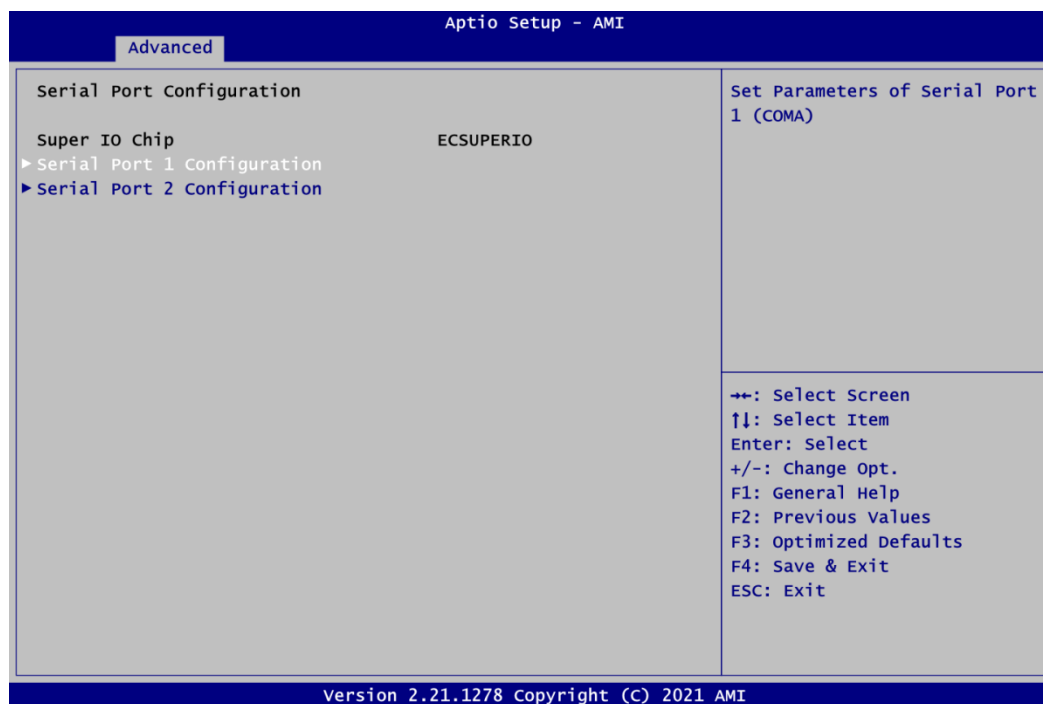 Aptio Setup – AMI
Advanced
Serial Port Configuration
Super IO Chip ECSUPERIO
▶ Serial Port 1 Configuration
▶ Serial Port 2 Configuration
Set Parameters of Serial Port
1 (COMA)
→←: Select Screen
↑↓: Select Item
Enter: Select
+/-: Change Opt.
F1: General Help
F2: Previous Values
F3: Optimized Defaults
F4: Save & Exit
ESC: Exit
Version 2.21.1278 Copyright (C) 2021 AMI